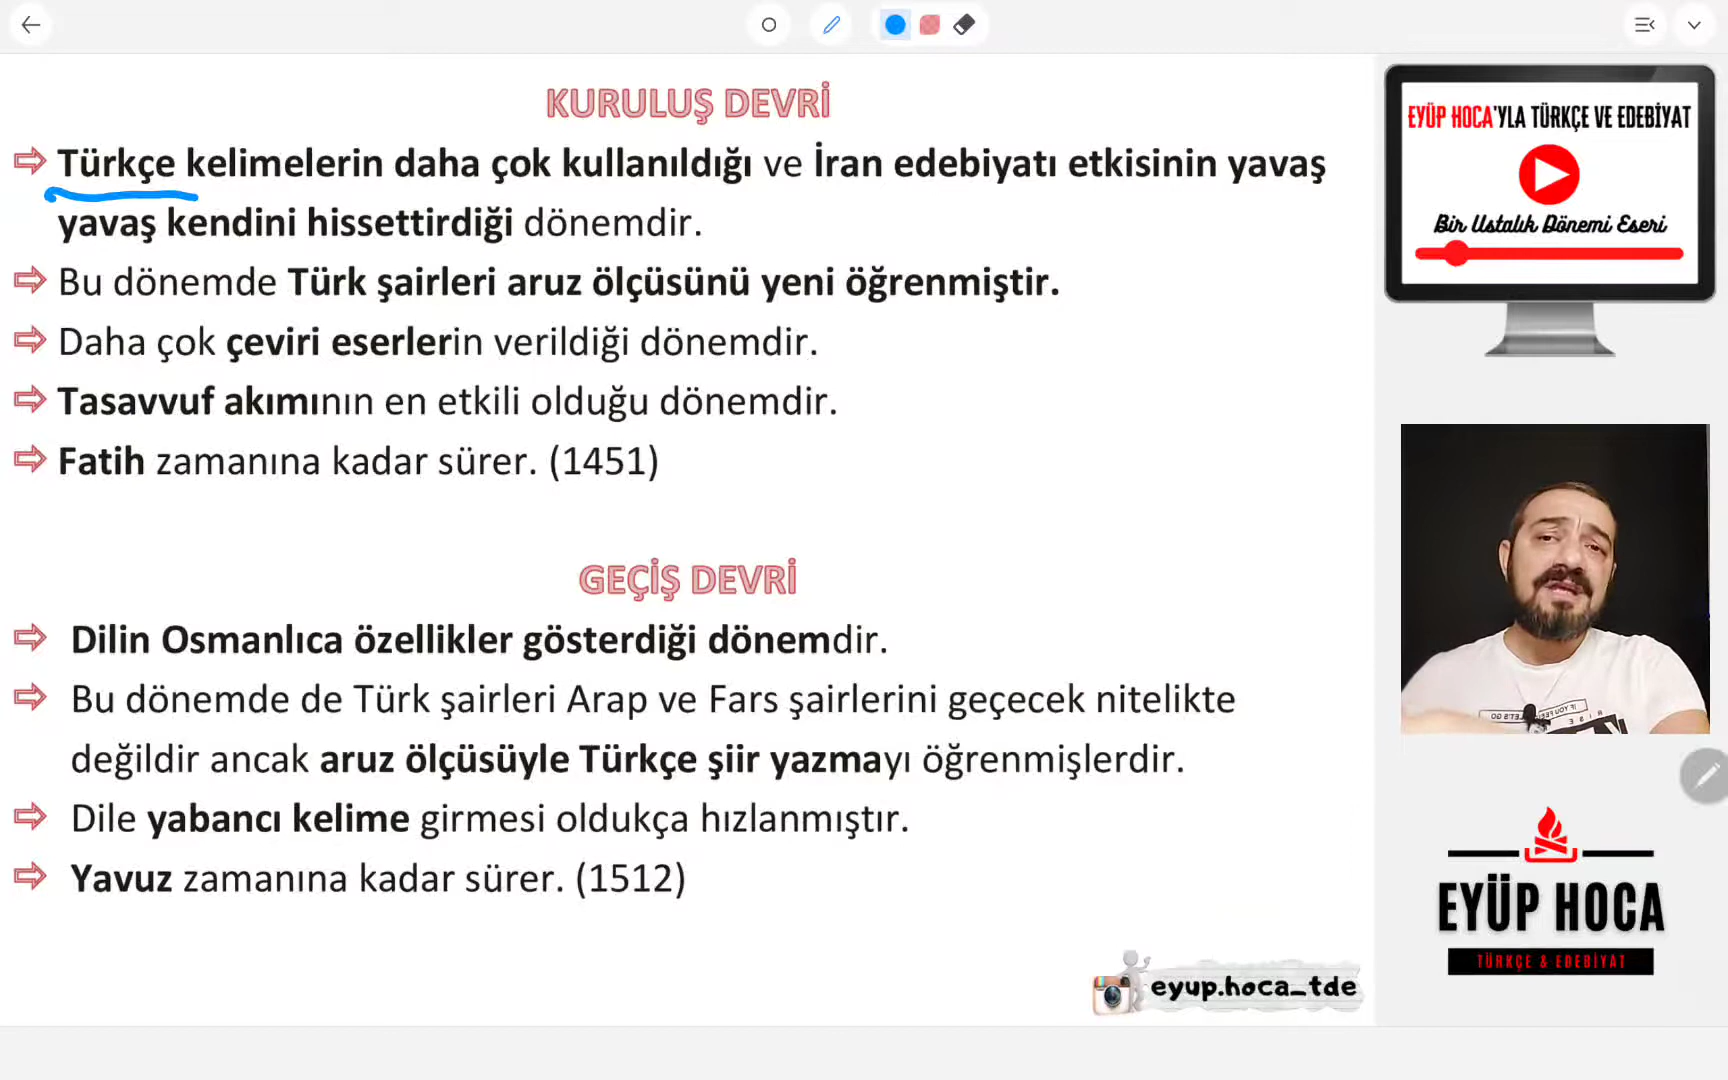 KURULUŞ DEVRİ
Türkçe kelimelerin daha çok kullanıldığı ve İran edebiyatı etkisinin yavaş
yavaş kendini hissettirdiği dönemdir.
Bu dönemde Türk şairleri aruz ölçüsünü yeni öğrenmiştir.
Daha çok çeviri eserlerin verildiği dönemdir.
Tasavvuf akımının en etkili olduğu dönemdir.
Fatih zamanına kadar sürer. (1451)
GEÇİŞ DEVRİ
Dilin Osmanlıca özellikler gösterdiği dönemdir.
Bu dönemde de Türk şairleri Arap ve Fars şairlerini geçecek nitelikte
değildir ancak aruz ölçüsüyle Türkçe şiir yazmayı öğrenmişlerdir.
Dile yabancı kelime girmesi oldukça hızlanmıştır.
Yavuz zamanına kadar sürer. (1512)
eyup.hoca_tde
EYÜP HOCA'YLA TÜRKÇE VE EDEBİYAT
Bir Ustalık Dönemi Eseri
EYÜP HOCA
TÜRKÇE & EDEBİYAT